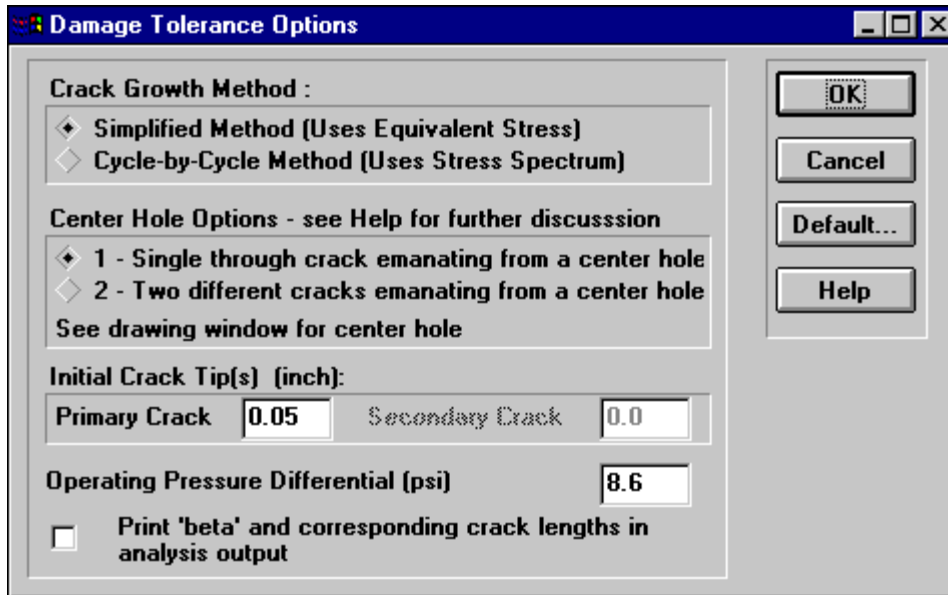 Damage Tolerance Options
Crack Growth Method :
Simplified Method (Uses Equivalent Stress)
Cycle-by-Cycle Method (Uses Stress Spectrum)
Center Hole Options - see Help for further discusssion
1 - Single through crack emanating from a center hole
2 - Two different cracks emanating from a center hole
See drawing window for center hole
Initial Crack Tip(s) (inch):
Primary Crack 0.05 Secondary Crack 0.0
Operating Pressure Differential (psi) 8.6
Print 'beta' and corresponding crack lengths in
analysis output
OK
Cancel
Default...
Help